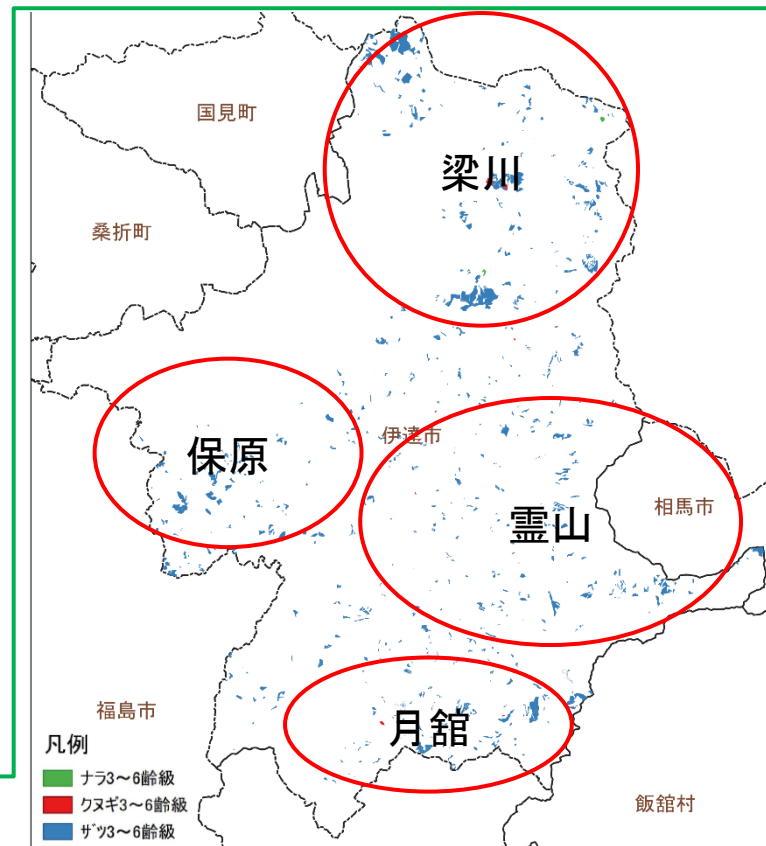 国見町
梁川
桑折町
伊達市
保原
相馬市
霊山
福島市
月舘
凡例
ナラ3～6齢級
クヌギ3～6齢級
ザツ3～6齢級
飯舘村